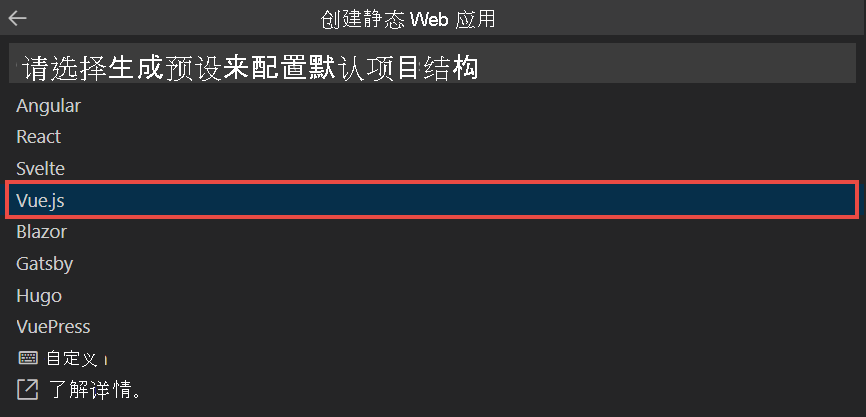 创建静态 Web 应用
请选择生成预设来配置默认项目结构
Angular
React
Svelte
Vue.js
Blazor
Gatsby
Hugo
VuePress
自定义
了解详情。